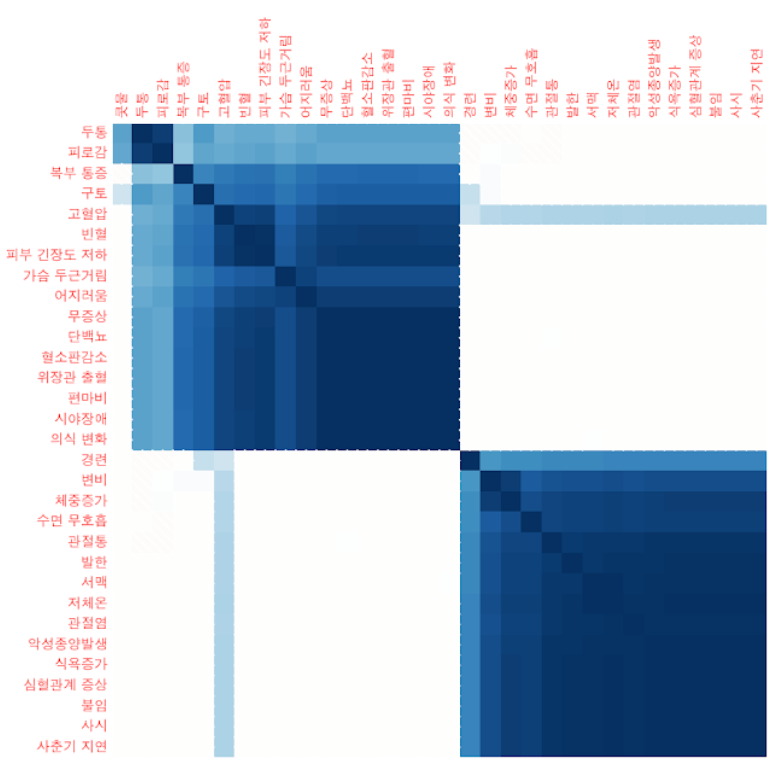 콧물
두통
피로감
복부 통증
구토
고혈압
빈혈
피부 긴장도 저하
가슴 두근거림
어지러움
무증상
단백뇨
혈소판감소
위장관 출혈
편마비
시야장애
의식 변화
경련
변비
체중증가
수면 무호흡
관절통
발한
서맥
저체온
관절염
악성종양발생
식욕증가
심혈관계 증상
불임
사시
사춘기 지연
두통
피로감
복부 통증
구토
고혈압
빈혈
피부 긴장도 저하
가슴 두근거림
어지러움
무증상
단백뇨
혈소판감소
위장관 출혈
편마비
시야장애
의식 변화
경련
변비
체중증가
수면 무호흡
관절통
발한
서맥
저체온
관절염
악성종양발생
식욕증가
심혈관계 증상
불임
사시
사춘기 지연